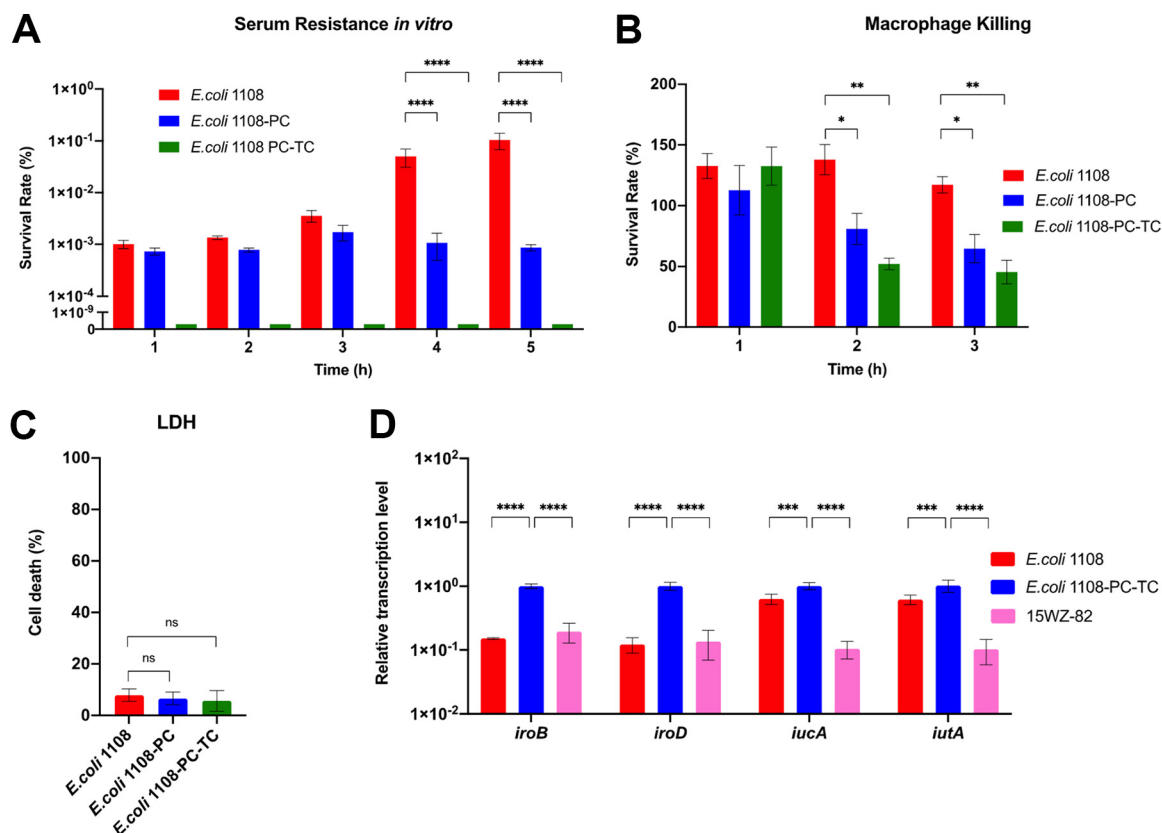 A
Serum Resistance in vitro
**** ****
1×10⁰
**** ****
1×10⁻¹
1×10⁻²
1×10⁻³
1×10⁻⁴
1×10⁻⁹
0
Survival Rate (%)
E.coli 1108
E.coli 1108-PC
E.coli 1108 PC-TC
1 2 3 4 5
Time (h)
B
Macrophage Killing
200
150
100
50
0
Survival Rate (%)
** **
* *
E.coli 1108
E.coli 1108-PC
E.coli 1108-PC-TC
1 2 3
Time (h)
C
LDH
100
80
60
40
20
0
Cell death (%)
ns
ns
E.coli 1108
E.coli 1108-PC
E.coli 1108-PC-TC
D
1×10²
1×10¹
1×10⁰
1×10⁻¹
1×10⁻²
Relative transcription level
**** **** **** **** *** **** *** ****
E.coli 1108
E.coli 1108-PC-TC
15WZ-82
iroB iroD iucA iutA